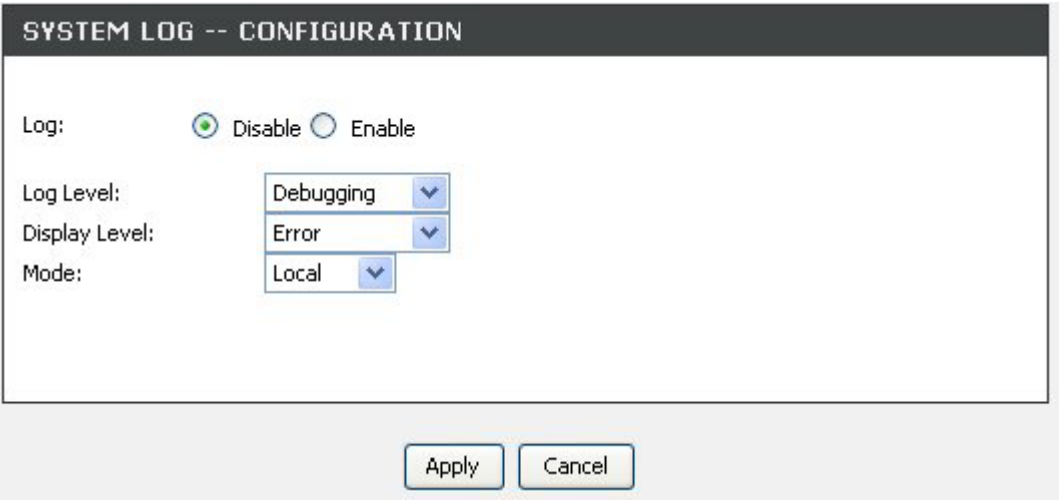 SYSTEM LOG -- CONFIGURATION
Log: Disable Enable
Log Level: Debugging
Display Level: Error
Mode: Local
Apply Cancel